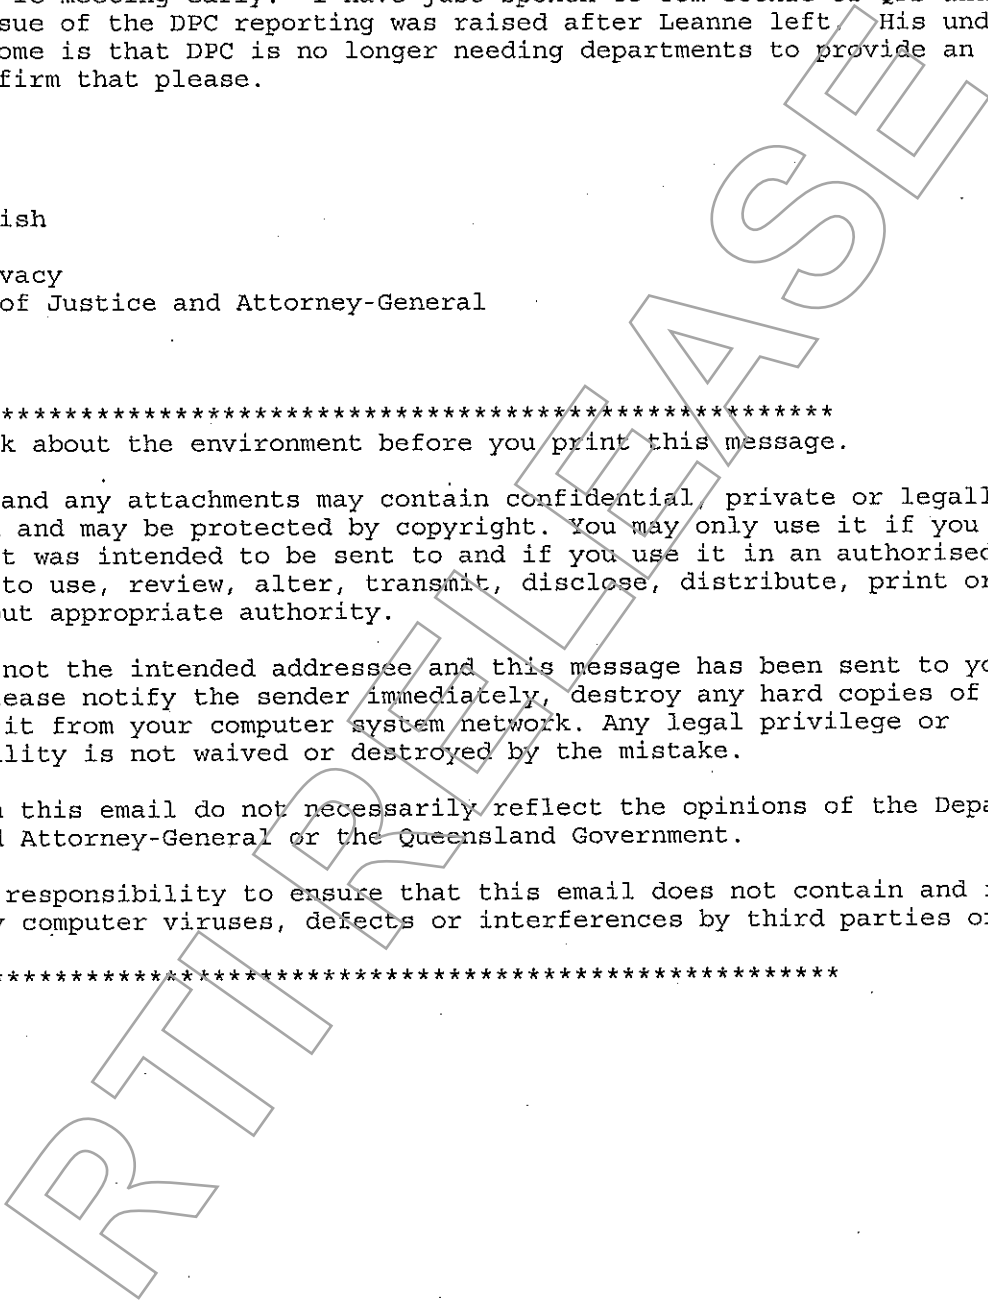 sue of the DPC reporting was raised after Leanne left. His und
ome is that DPC is no longer needing departments to provide an
firm that please.
ish
vacy
of Justice and Attorney-General
****************************************************
k about the environment before you print this message.
and any attachments may contain confidential, private or legall
and may be protected by copyright. You may only use it if you
t was intended to be sent to and if you use it in an authorised
to use, review, alter, transmit, disclose, distribute, print or
out appropriate authority.
not the intended addressee and this message has been sent to yo
lease notify the sender immediately, destroy any hard copies of
it from your computer system network. Any legal privilege or
lity is not waived or destroyed by the mistake.
this email do not necessarily reflect the opinions of the Depa
d Attorney-General or the Queensland Government.
responsibility to ensure that this email does not contain and
y computer viruses, defects or interferences by third parties or
****************************************************
RTI RELEASE